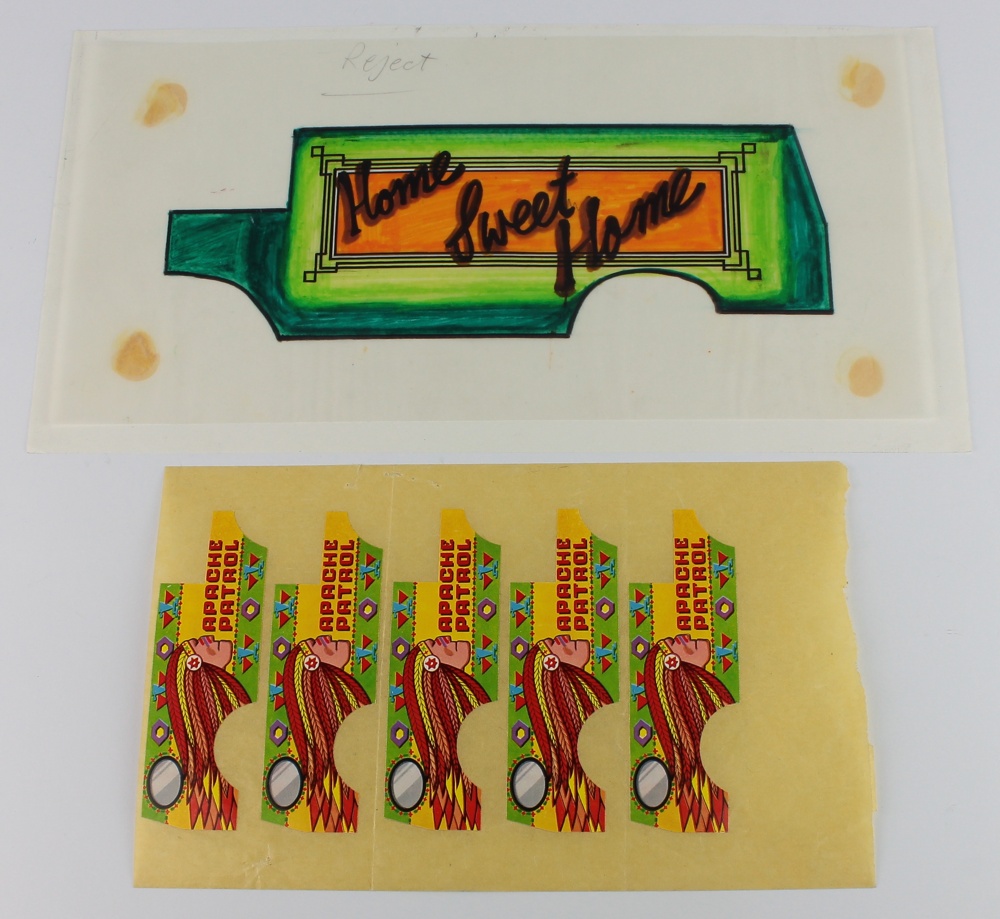 Reject
Home
Sweet
Home
APACHE
PATROL
APACHE
PATROL
APACHE
PATROL
APACHE
PATROL
APACHE
PATROL